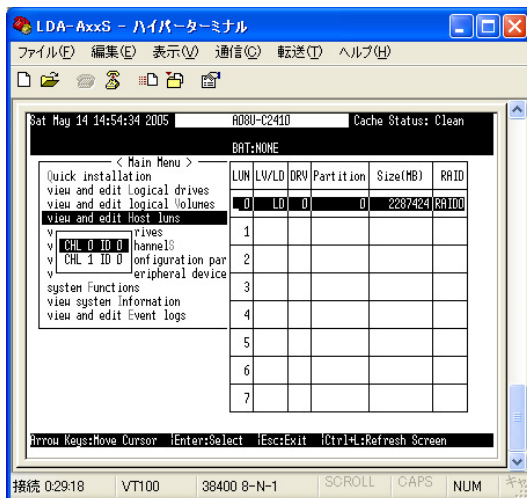 LDA-AxxS - ハイパーターミナル
ファイル(F) 編集(E) 表示(V) 通信(C) 転送(T) ヘルプ(H)
Sat May 14 14:54:34 2005 A08U-C2410 Cache Status: Clean
BAT:NONE
< Main Menu >
Quick installation
view and edit Logical drives
view and edit logical Volumes
view and edit Host luns
v rives
v CHL 0 ID 0 hannelS
v CHL 1 ID 0 onfiguration par
v eripheral device
system Functions
view system Information
view and edit Event logs
LUN LV/LD DRV Partition Size(MB) RAID
0 LD 0 0 2287424 RAID0
1
2
3
4
5
6
7
Arrow Keys:Move Cursor |Enter:Select |Esc:Exit |Ctrl+L:Refresh Screen
接続 0:29:18 VT100 38400 8-N-1 SCROLL CAPS NUM キャ